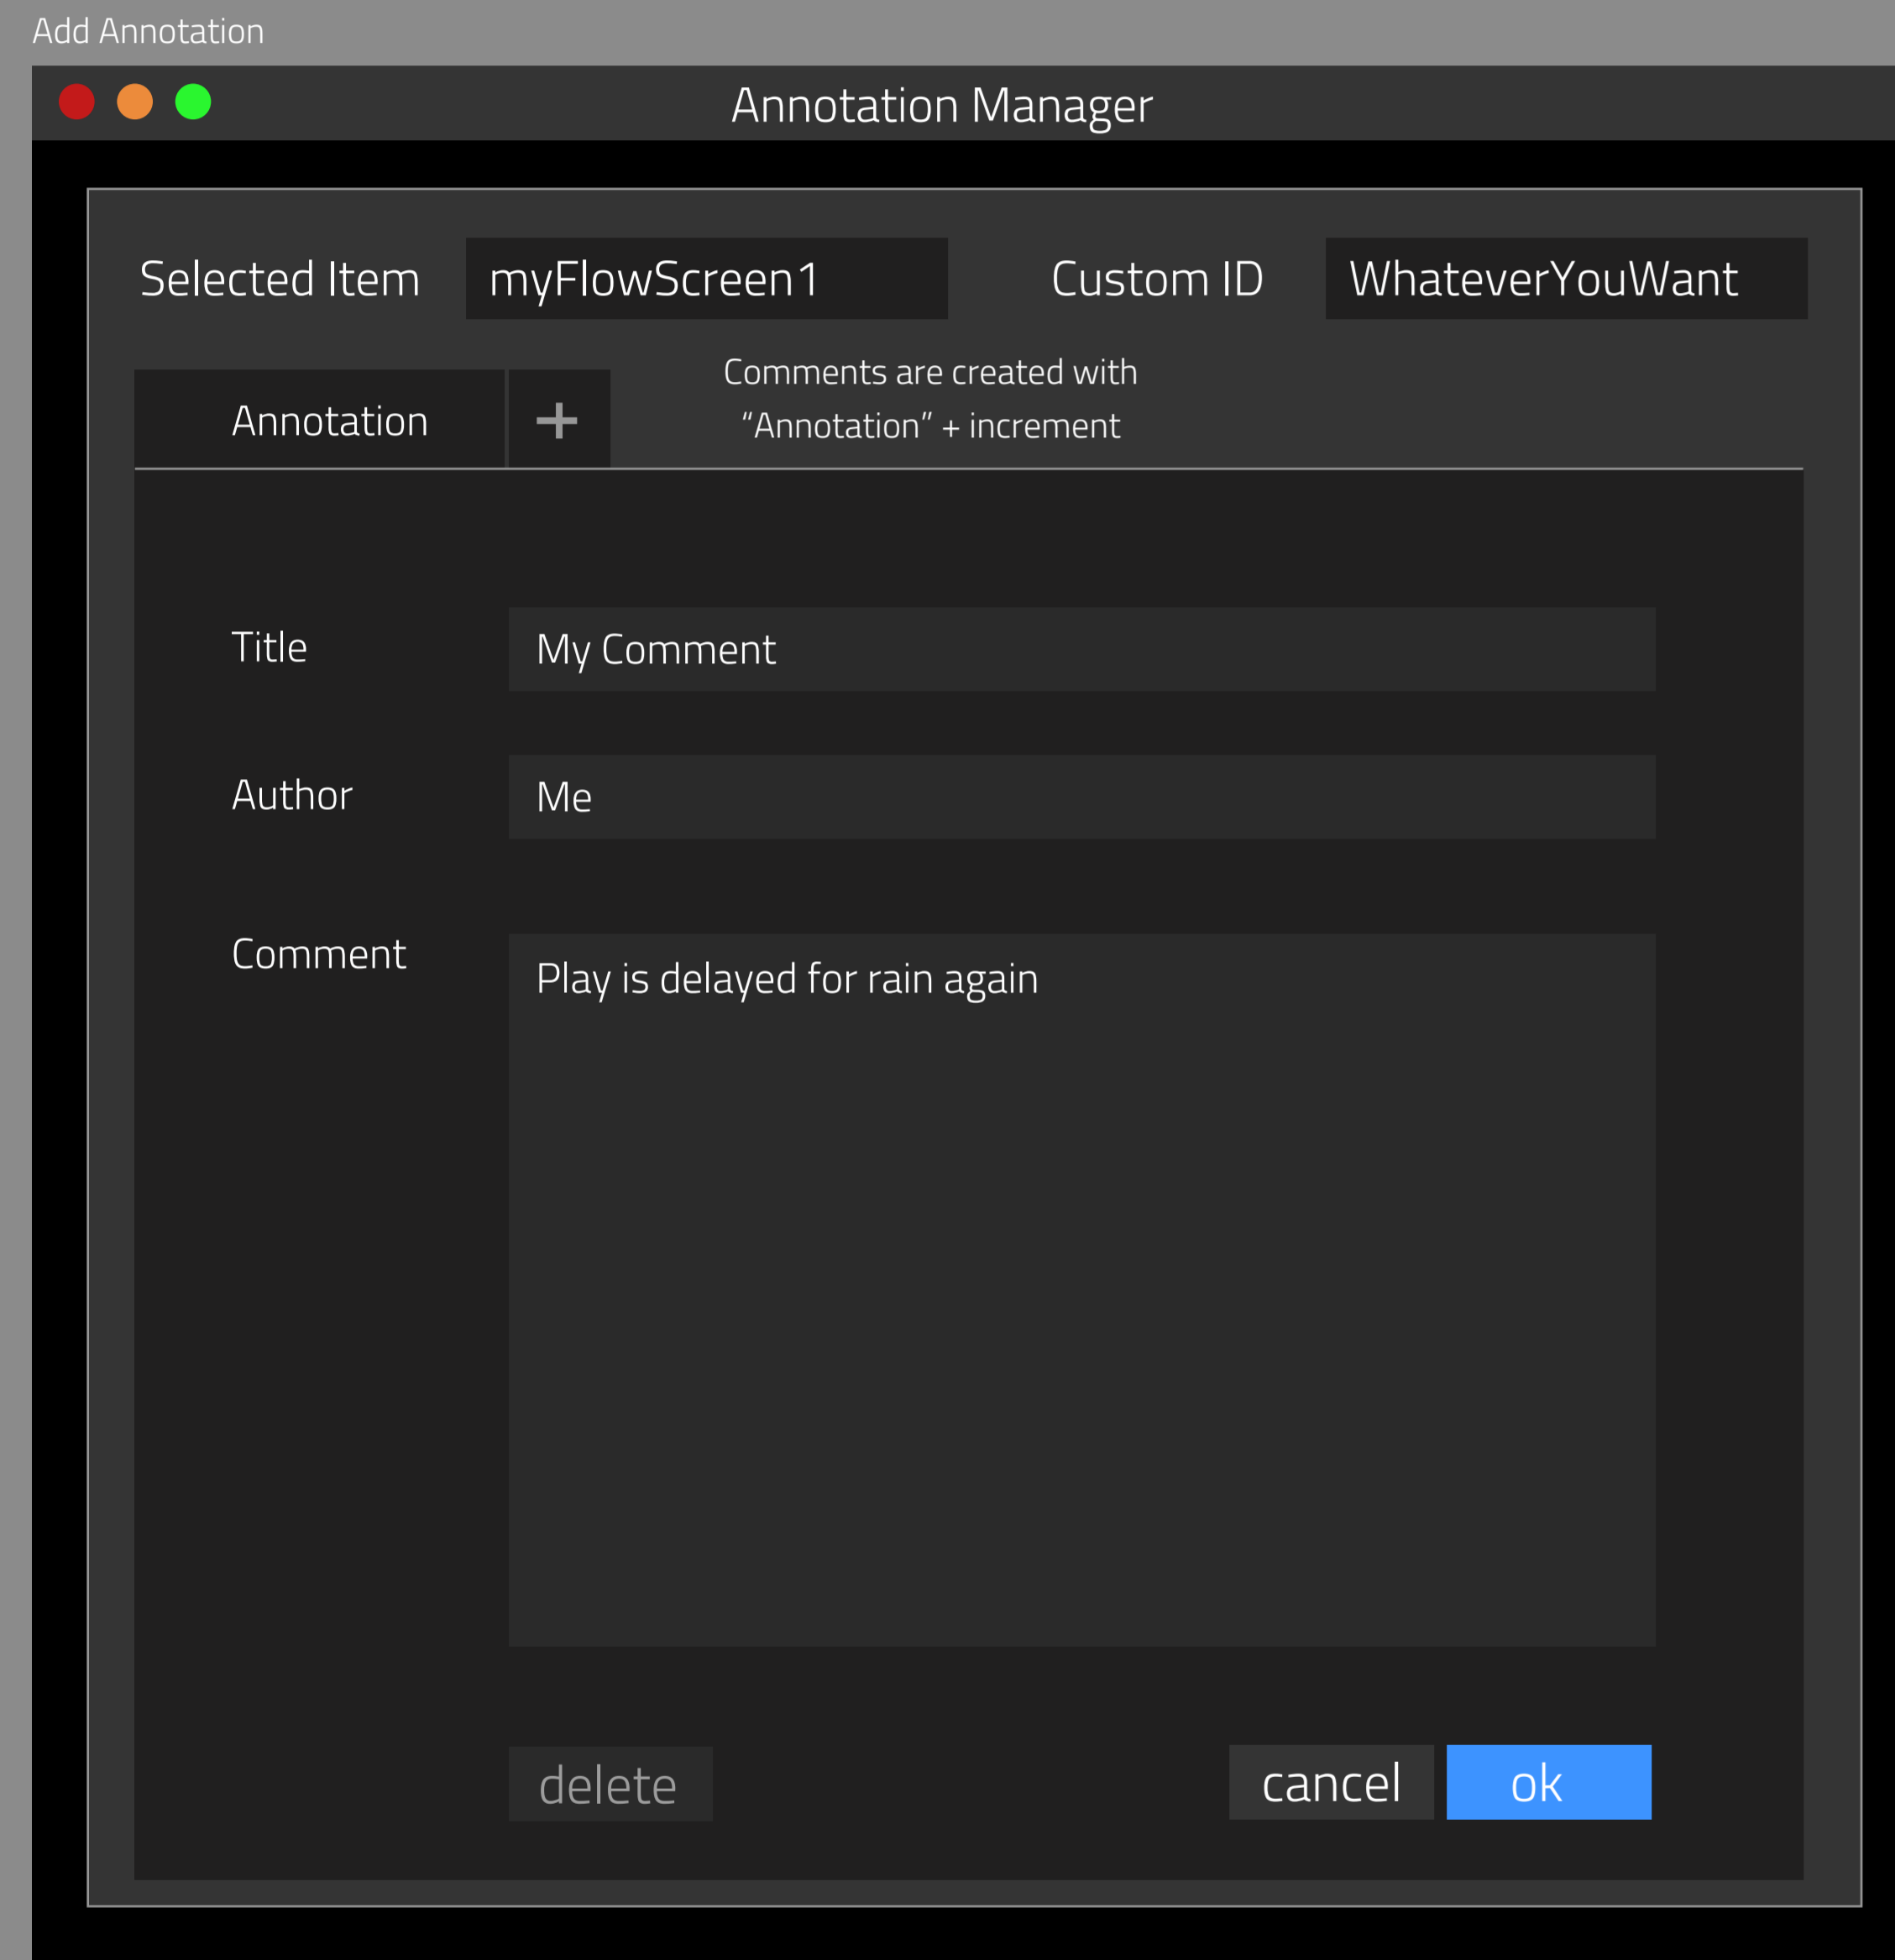 Add Annotation
Annotation Manager
Selected Item myFlowScreen1 Custom ID WhateverYouWant
Comments are created with
“Annotation” + increment
Annotation +
Title My Comment
Author Me
Comment Play is delayed for rain again
delete cancel ok